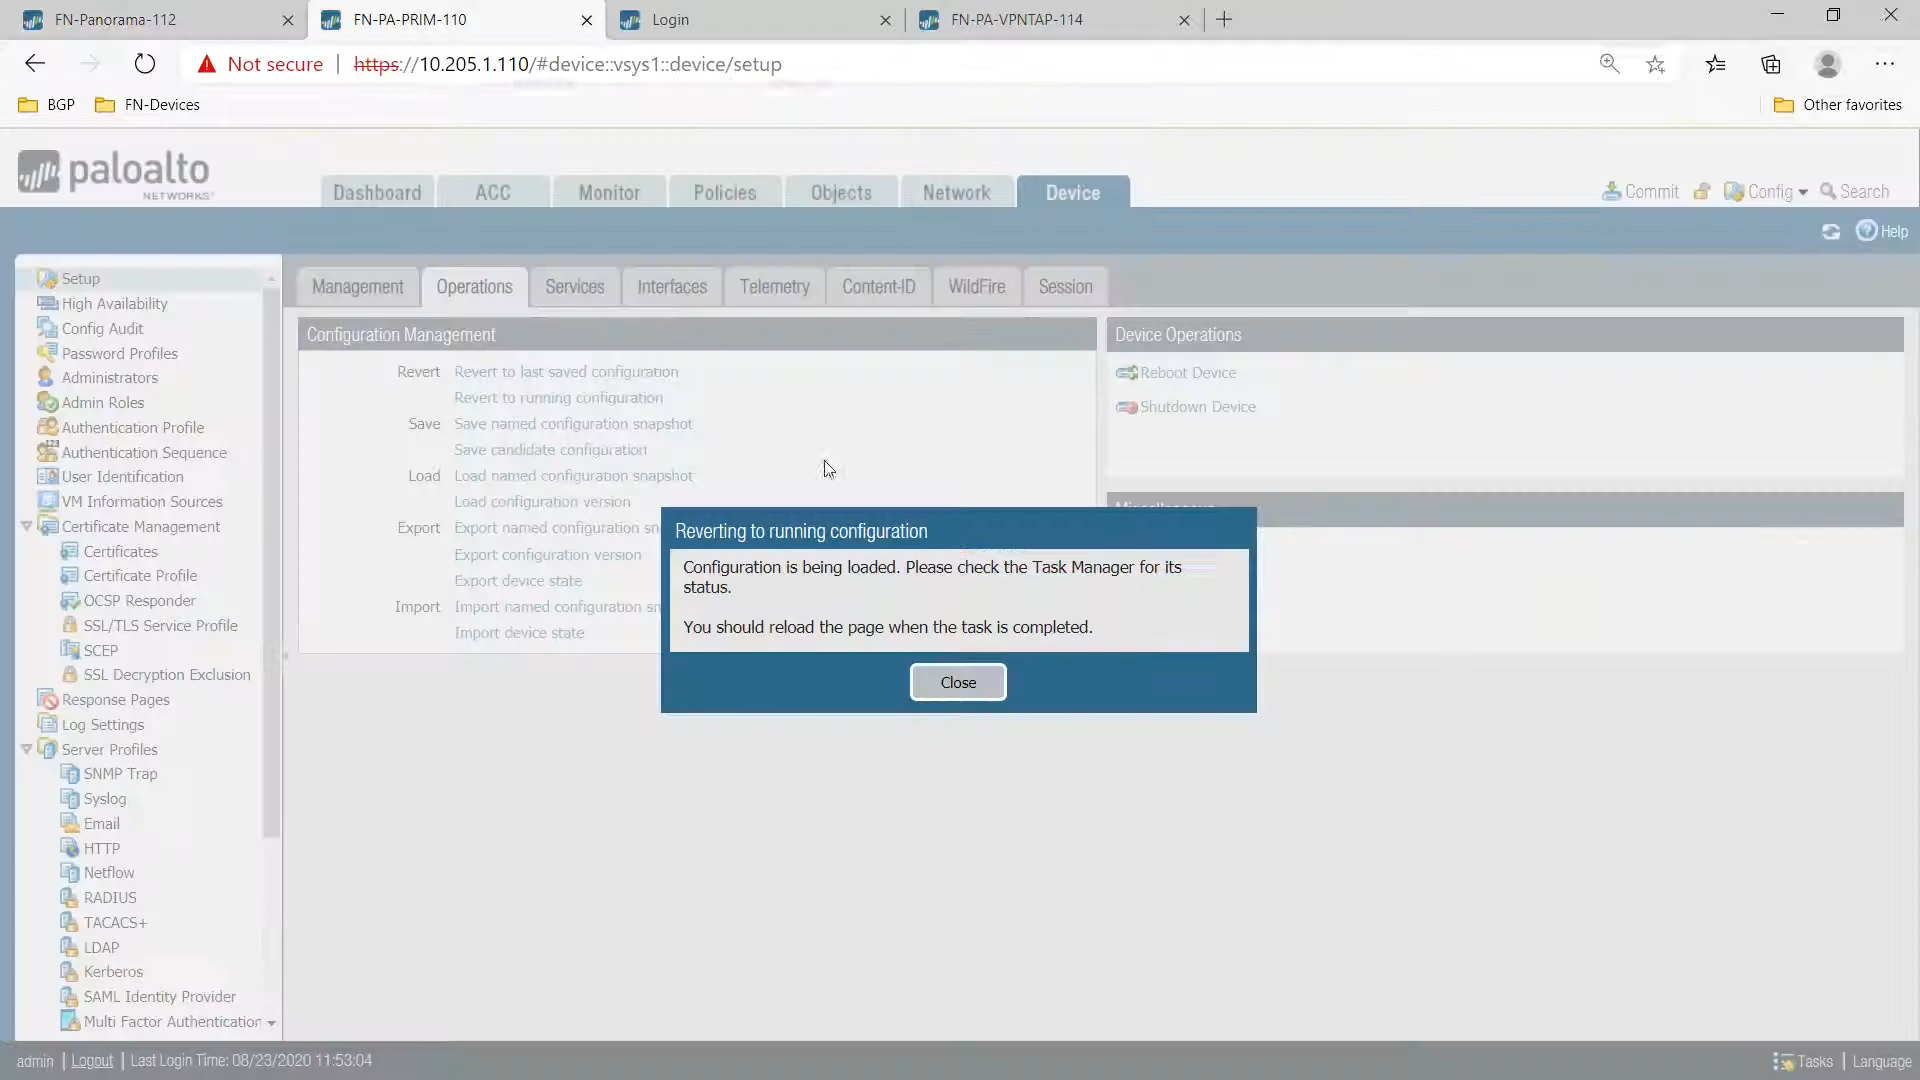 FN-Panorama-112
FN-PA-PRIM-110
Login
FN-PA-VPNTAP-114
Not secure | https://10.205.1.110/#device::vsys1::device/setup
BGP
FN-Devices
Other favorites
paloalto
NETWORKS
Dashboard
ACC
Monitor
Policies
Objects
Network
Device
Commit
Config
Search
Help
Setup
High Availability
Config Audit
Password Profiles
Administrators
Admin Roles
Authentication Profile
Authentication Sequence
User Identification
VM Information Sources
Certificate Management
Certificates
Certificate Profile
OCSP Responder
SSL/TLS Service Profile
SCEP
SSL Decryption Exclusion
Response Pages
Log Settings
Server Profiles
SNMP Trap
Syslog
Email
HTTP
Netflow
RADIUS
TACACS+
LDAP
Kerberos
SAML Identity Provider
Multi Factor Authentication
Management
Operations
Services
Interfaces
Telemetry
Content-ID
WildFire
Session
Configuration Management
Revert Revert to last saved configuration
Revert to running configuration
Save Save named configuration snapshot
Save candidate configuration
Load Load named configuration snapshot
Load configuration version
Export Export named configuration sn
Export configuration version
Export device state
Import Import named configuration sn
Import device state
Device Operations
Reboot Device
Shutdown Device
Reverting to running configuration
Configuration is being loaded. Please check the Task Manager for its
status.
You should reload the page when the task is completed.
Close
admin | Logout | Last Login Time: 08/23/2020 11:53:04
Tasks | Language